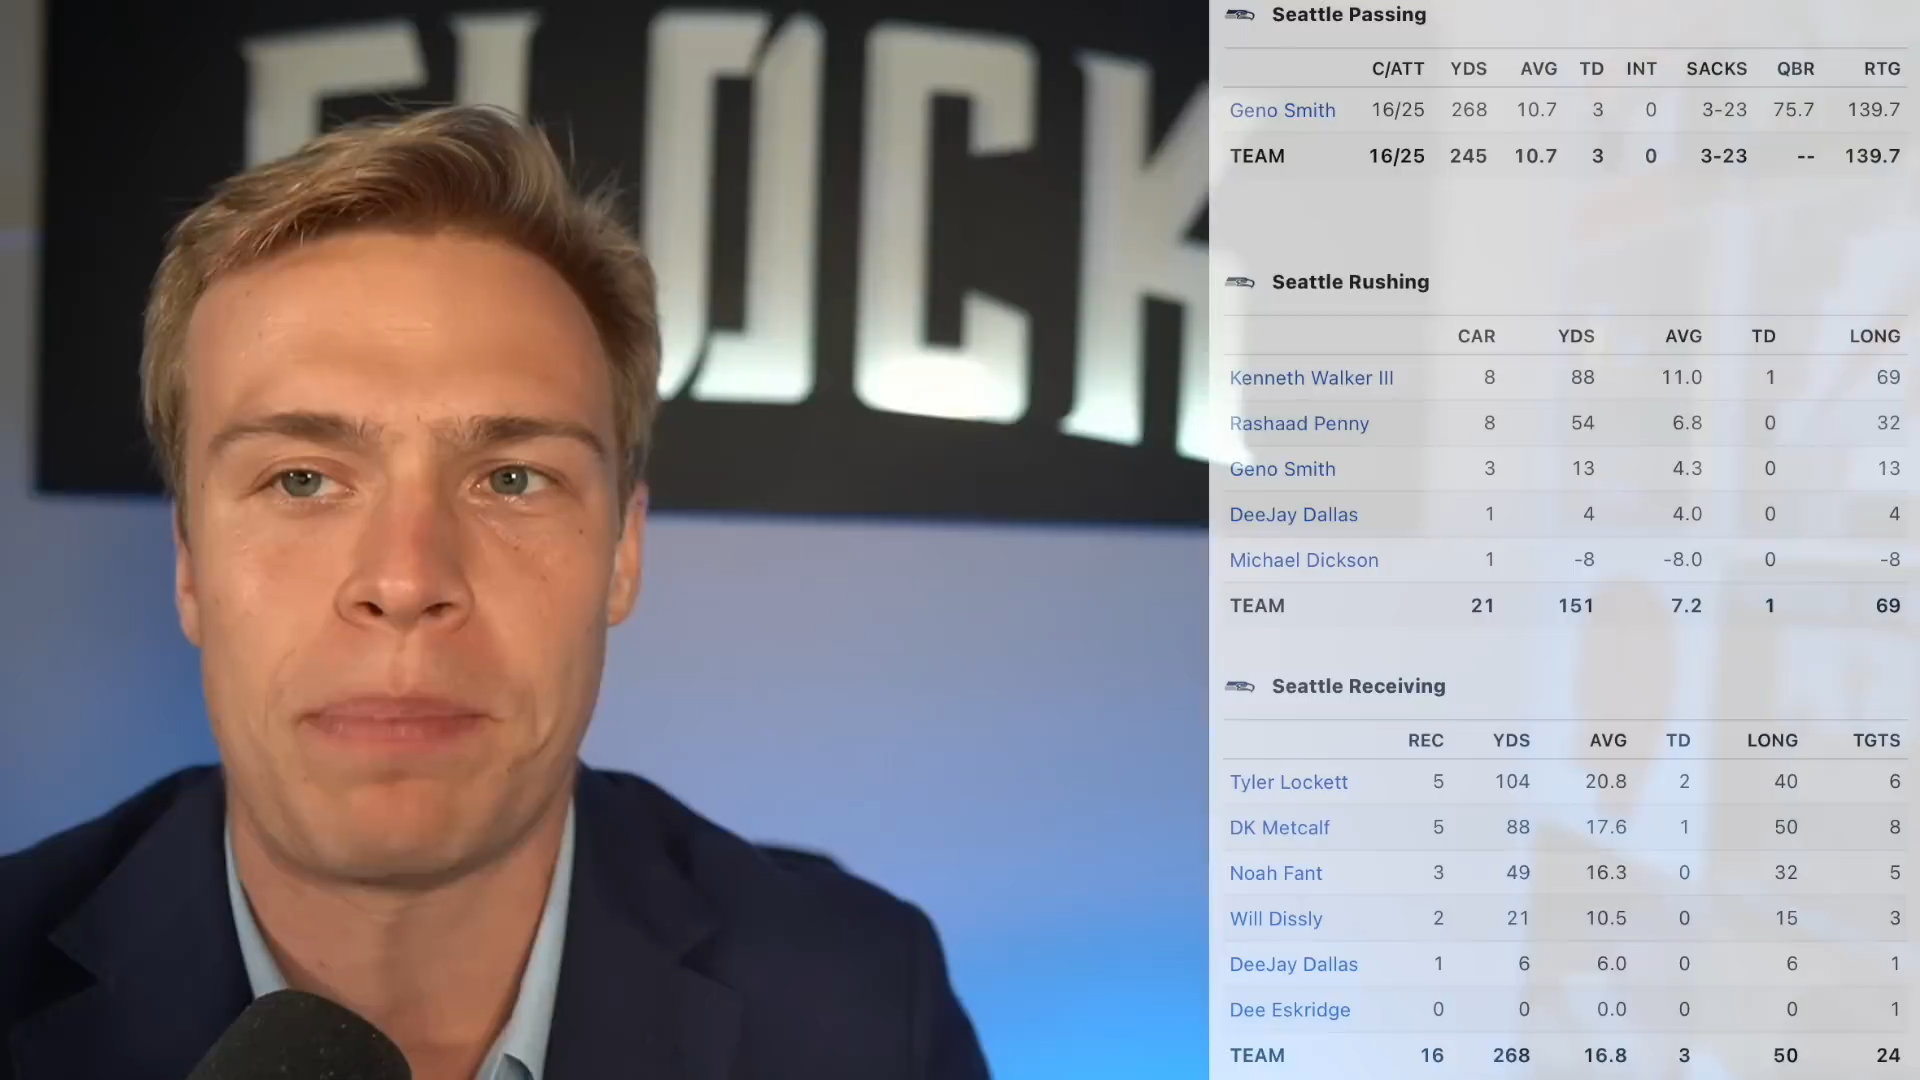 FLOCK
Seattle Passing
C/ATT YDS AVG TD INT SACKS QBR RTG
Geno Smith 16/25 268 10.7 3 0 3-23 75.7 139.7
TEAM 16/25 245 10.7 3 0 3-23 -- 139.7
Seattle Rushing
CAR YDS AVG TD LONG
Kenneth Walker III 8 88 11.0 1 69
Rashaad Penny 8 54 6.8 0 32
Geno Smith 3 13 4.3 0 13
DeeJay Dallas 1 4 4.0 0 4
Michael Dickson 1 -8 -8.0 0 -8
TEAM 21 151 7.2 1 69
Seattle Receiving
REC YDS AVG TD LONG TGTS
Tyler Lockett 5 104 20.8 2 40 6
DK Metcalf 5 88 17.6 1 50 8
Noah Fant 3 49 16.3 0 32 5
Will Dissly 2 21 10.5 0 15 3
DeeJay Dallas 1 6 6.0 0 6 1
Dee Eskridge 0 0 0.0 0 0 1
TEAM 16 268 16.8 3 50 24